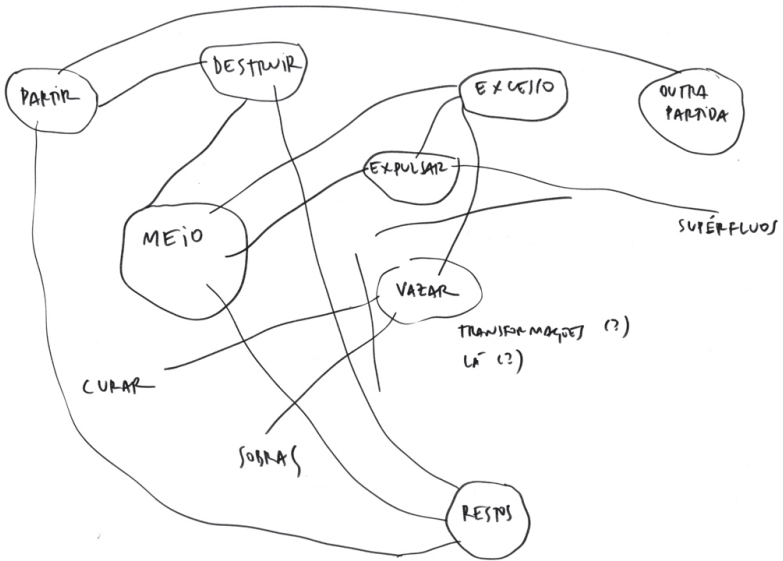 PARTIR
DESTRUIR
EXCESSO
OUTRA
PARTIDA
EXPULSAR
MEIO
SUPÉRFLUOS
VAZAR
TRANSFORMAÇÕES (?)
LÁ (?)
CURAR
SOBRAS
RESTOS